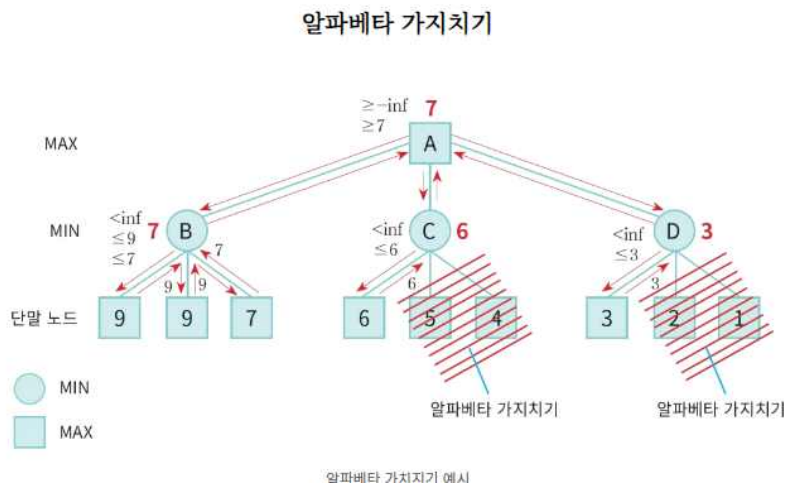 알파베타 가지치기
≥−inf 7
≥7
MAX A
MIN
<inf
≤9
≤7
7 B 7
<inf
≤6
C 6
<inf
≤3
D 3
9 9 6 3
단말 노드 9 9 7 6 5 4 3 2 1
MIN
MAX
알파베타 가지치기 알파베타 가지치기
알파베타 가치지기 예시